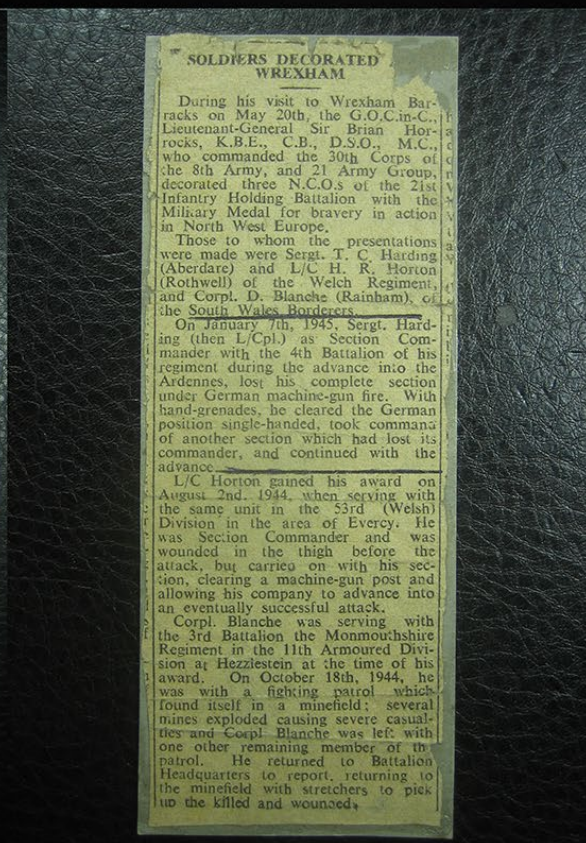 SOLDIERS DECORATED
WREXHAM
During his visit to Wrexham Bar-
racks on May 20th, the G.O.C.in-C.,
Lieutenant-General Sir Brian Hor-
rocks, K.B.E., C.B., D.S.O., M.C.,
who commanded the 30th Corps of
the 8th Army, and 21 Army Group,
decorated three N.C.O.s of the 21st
Infantry Holding Battalion with the
Military Medal for bravery in action
in North West Europe.
Those to whom the presentations
were made were Sergt. T. C. Harding
(Aberdare) and L/C H. R. Horton
(Rothwell) of the Welch Regiment,
and Corpl. D. Blanche (Rainham), of
the South Wales Borderers.
On January 7th, 1945, Sergt. Hard-
ing (then L/Cpl.) as Section Com-
mander with the 4th Battalion of his
regiment during the advance into the
Ardennes, lost his complete section
under German machine-gun fire. With
hand-grenades, he cleared the German
position single-handed, took command
of another section which had lost its
commander, and continued with the
advance.
L/C Horton gained his award on
August 2nd, 1944, when serving with
the same unit in the 53rd (Welsh)
Division in the area of Evercy. He
was Section Commander and was
wounded in the thigh before the
attack, but carried on with his sec-
tion, clearing a machine-gun post and
allowing his company to advance into
an eventually successful attack.
Corpl. Blanche was serving with
the 3rd Battalion the Monmouthshire
Regiment in the 11th Armoured Divi-
sion at Hezzlestein at the time of his
award. On October 18th, 1944, he
was with a fighting patrol which
found itself in a minefield; several
mines exploded causing severe casual-
ties and Corpl Blanche was left with
one other remaining member of th
patrol. He returned to Battalion
Headquarters to report, returning to
the minefield with stretchers to pick
up the killed and wounded.